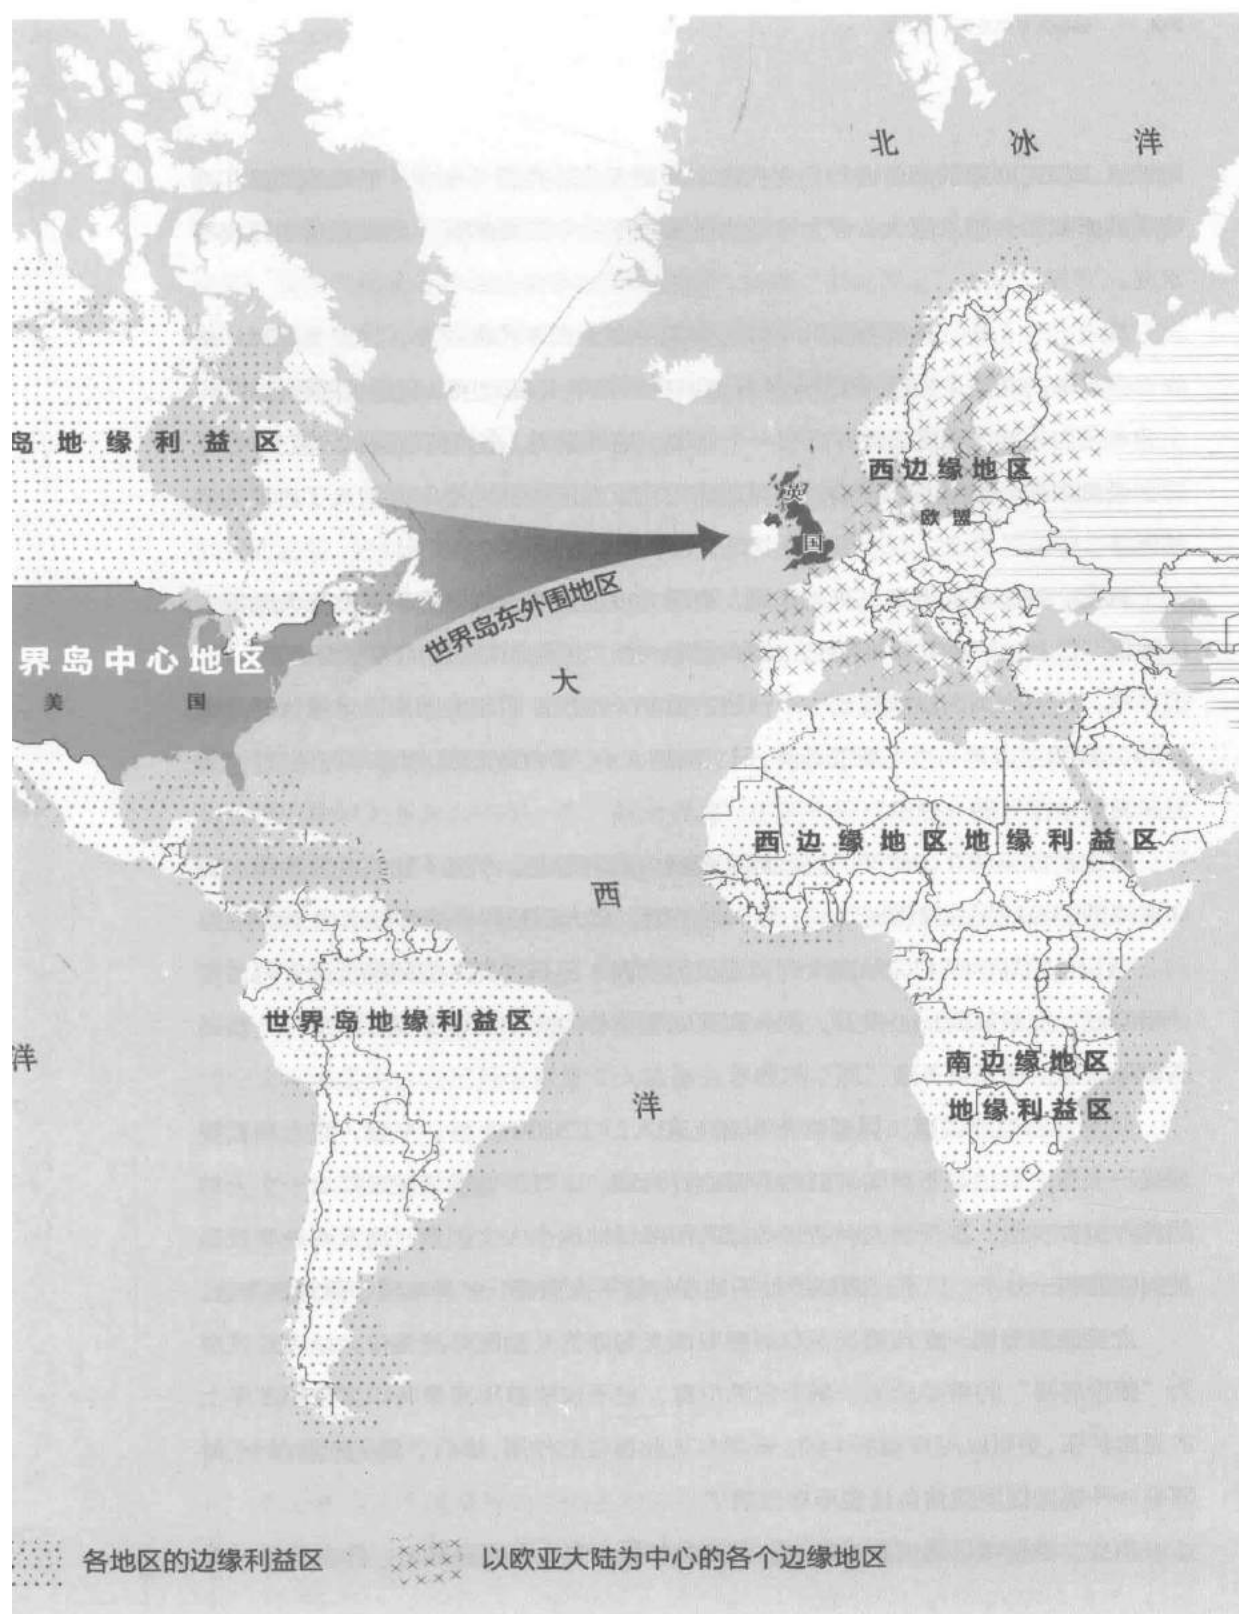 北冰洋
岛地缘利益区
西边缘地区
英国
欧盟
世界岛东外围地区
界岛中心地区
美国
大西洋
西边缘地区地缘利益区
世界岛地缘利益区
洋
南边缘地区
地缘利益区
各地区的边缘利益区
以欧亚大陆为中心的各个边缘地区